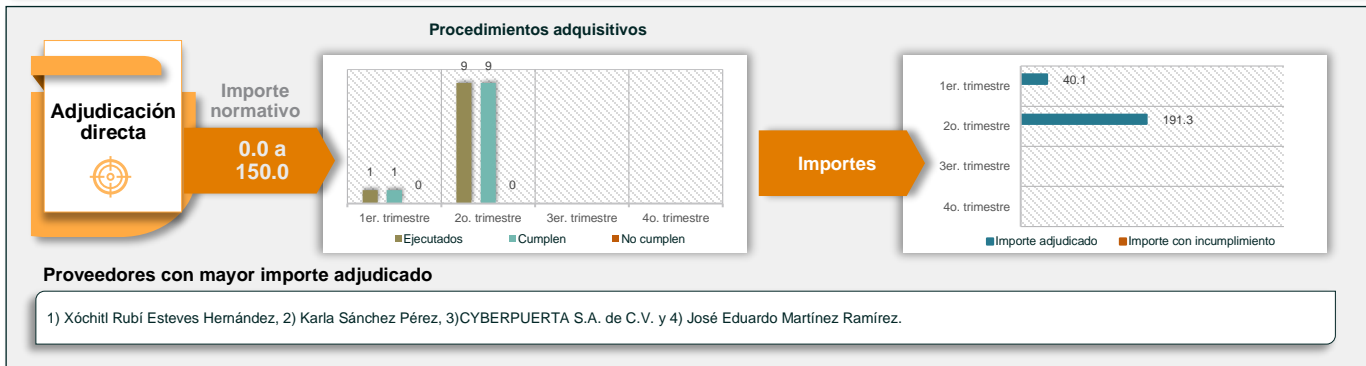 Procedimientos adquisitivos
Adjudicación
directa
Importe
normativo
0.0 a
150.0
1
1
0
9
9
0
1er. trimestre
2o. trimestre
3er. trimestre
4o. trimestre
Ejecutados
Cumplen
No cumplen
Importes
1er. trimestre
40.1
2o. trimestre
191.3
3er. trimestre
4o. trimestre
Importe adjudicado
Importe con incumplimiento
Proveedores con mayor importe adjudicado
1) Xóchitl Rubí Esteves Hernández, 2) Karla Sánchez Pérez, 3)CYBERPUERTA S.A. de C.V. y 4) José Eduardo Martínez Ramírez.